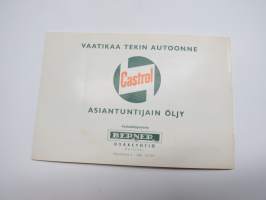 VAATIKAA TEKIN AUTOONNE
Castrol
ASIANTUNTIJAIN ÖLJY
BERNER
OSAKEYHTIÖ